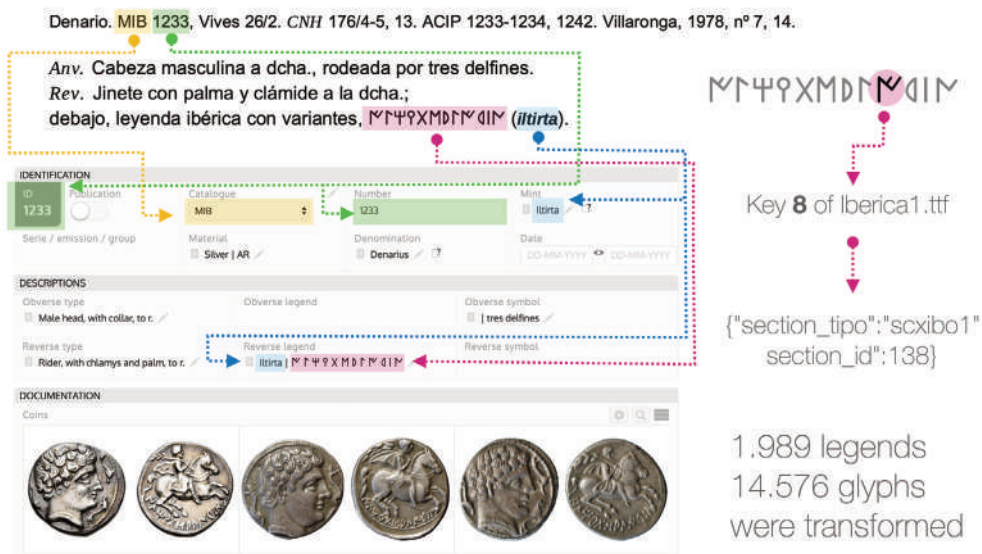 Denario. MIB 1233, Vives 26/2. CNH 176/4-5, 13. ACIP 1233-1234, 1242. Villaronga, 1978, nº 7, 14.
Anv. Cabeza masculina a dcha., rodeada por tres delfines.
Rev. Jinete con palma y clámide a la dcha.;
debajo, leyenda ibérica con variantes, (iltirta).
IDENTIFICATION
ID Publication Catalogue Number Mint
1233 MIB 1233 Iltirta
Serie / emission / group Material Denomination Date
Silver | AR Denarius DD-MM-YYYY DD-MM-YYYY
DESCRIPTIONS
Obverse type Obverse legend Obverse symbol
Male head, with collar, to r. | tres delfines
Reverse type Reverse legend Reverse symbol
Rider, with chlamys and palm, to r. Iltirta |
DOCUMENTATION
Coins
Key 8 of Iberica1.ttf
{"section_tipo":"scxibo1"
section_id":138}
1.989 legends
14.576 glyphs
were transformed